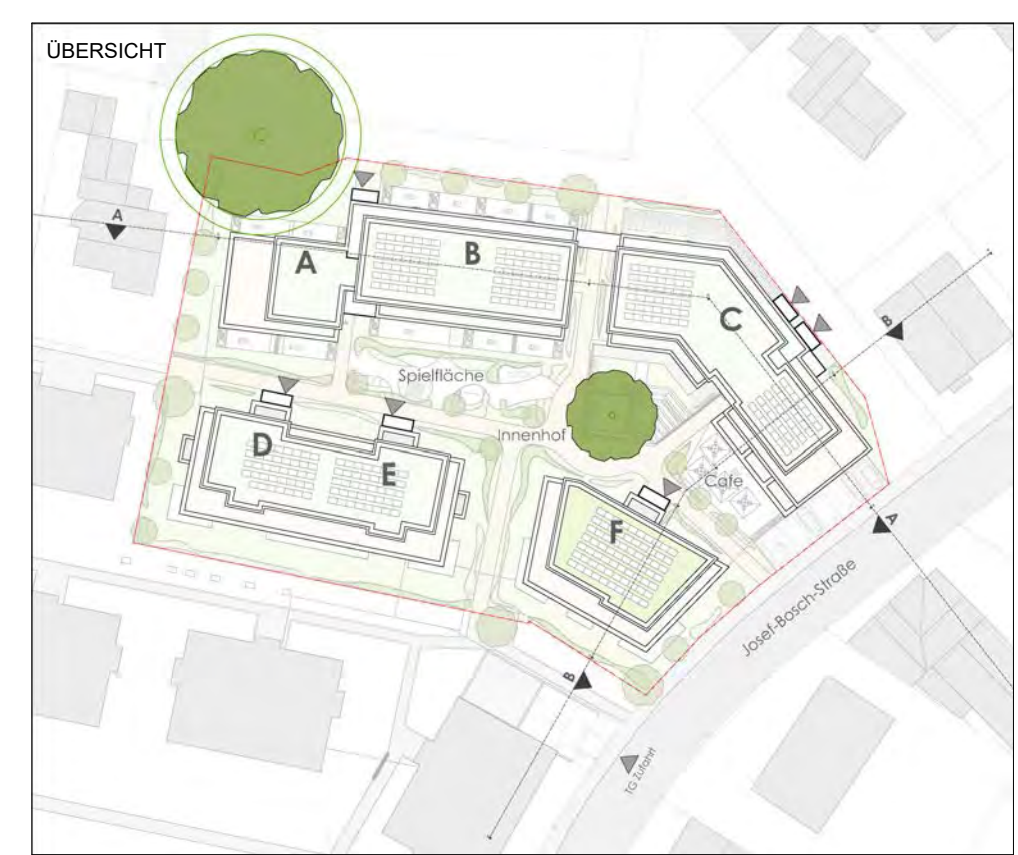 ÜBERSICHT
A
A
B
C
B
Spielfläche
D
E
Innenhof
Cafe
F
A
Josef-Bosch-Straße
B
TG Zufahrt